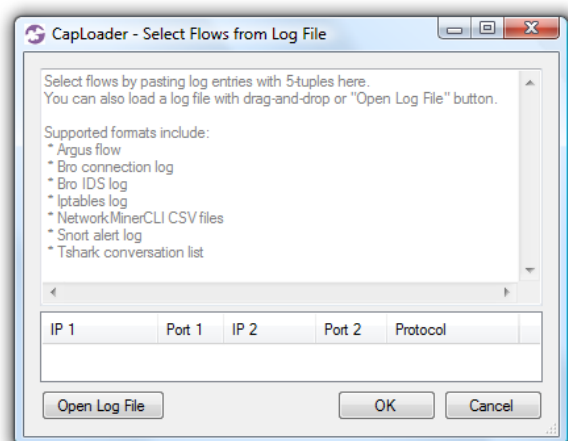 CapLoader - Select Flows from Log File
Select flows by pasting log entries with 5-tuples here.
You can also load a log file with drag-and-drop or "Open Log File" button.
Supported formats include:
* Argus flow
* Bro connection log
* Bro IDS log
* Iptables log
* NetworkMinerCLI CSV files
* Snort alert log
* Tshark conversation list
IP 1 Port 1 IP 2 Port 2 Protocol
Open Log File OK Cancel